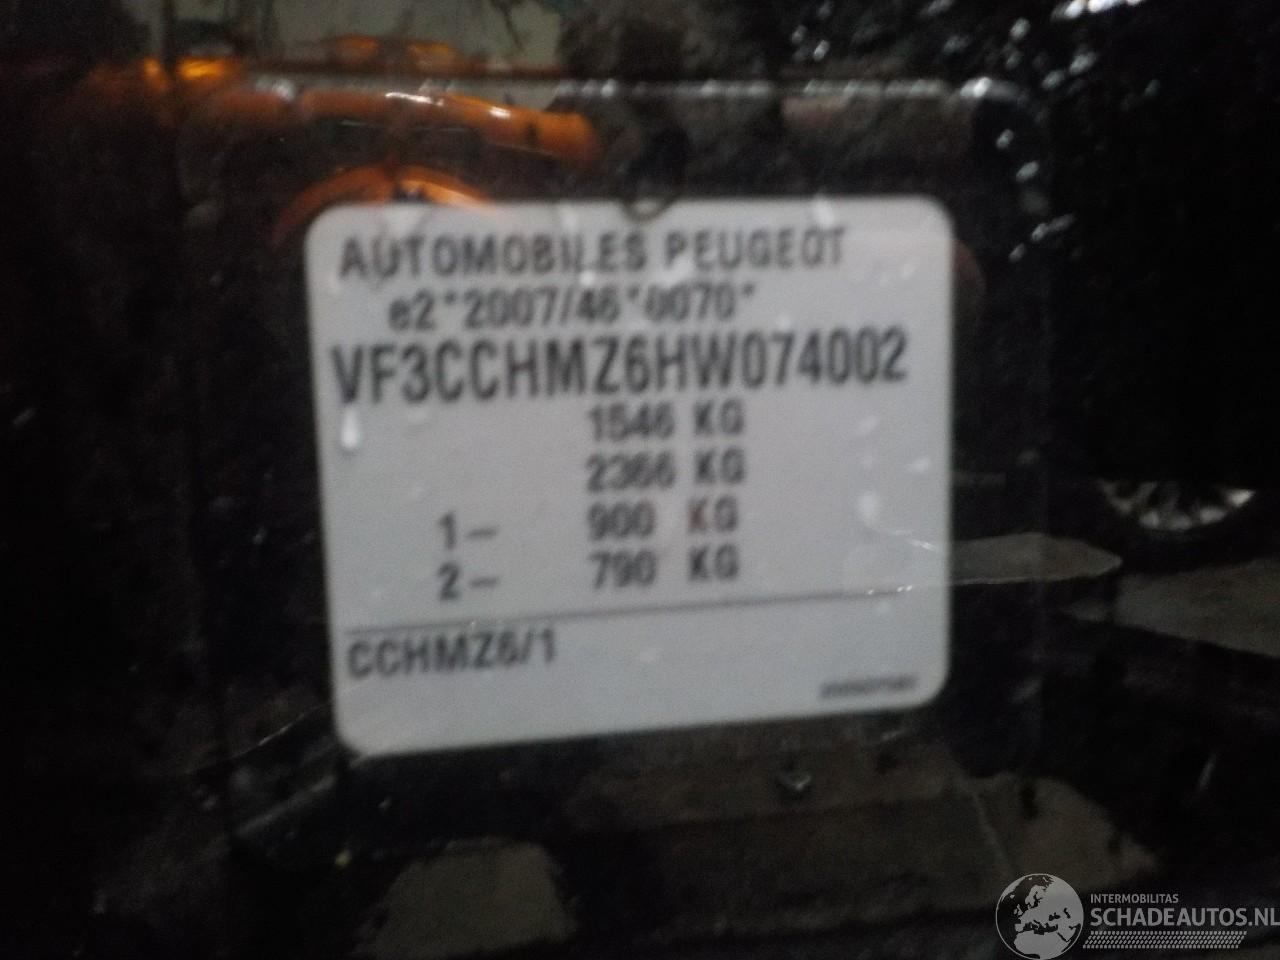 AUTOMOBILES PEUGEOT
e2*2007/46*0070*
VF3CCHMZ6HW074002
1546 KG
2366 KG
1- 900 KG
2- 790 KG
CCHMZ6/1
INTERMOBILITAS
SCHADEAUTOS.NL